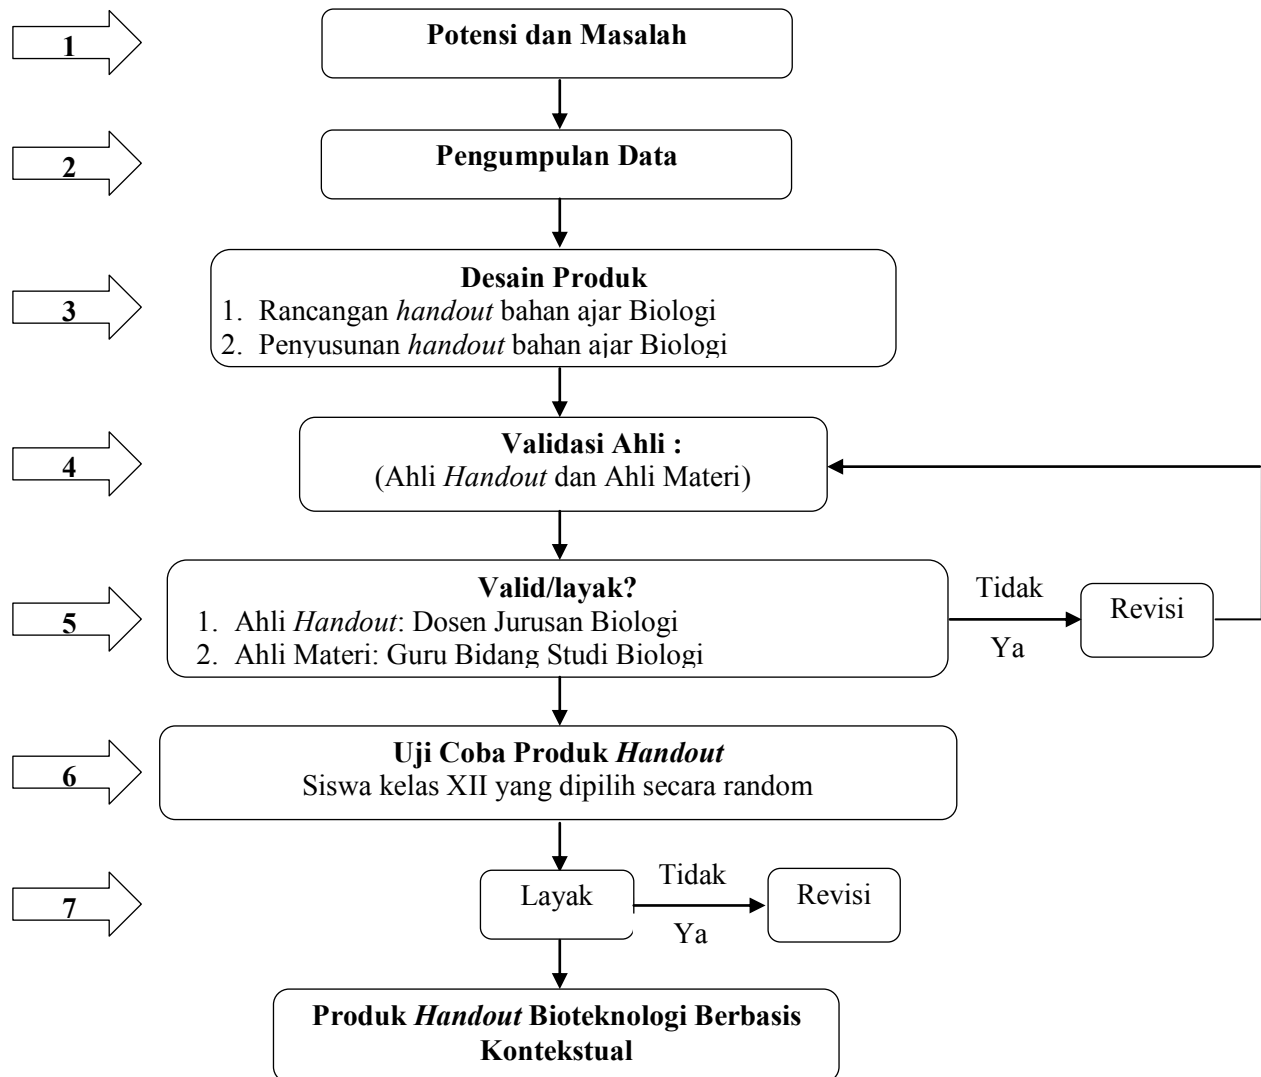 1
Potensi dan Masalah
2
Pengumpulan Data
3
Desain Produk
1. Rancangan handout bahan ajar Biologi
2. Penyusunan handout bahan ajar Biologi
4
Validasi Ahli :
(Ahli Handout dan Ahli Materi)
5
Valid/layak?
1. Ahli Handout: Dosen Jurusan Biologi
2. Ahli Materi: Guru Bidang Studi Biologi
Tidak
Ya
Revisi
6
Uji Coba Produk Handout
Siswa kelas XII yang dipilih secara random
7
Layak
Tidak
Ya
Revisi
Produk Handout Bioteknologi Berbasis
Kontekstual